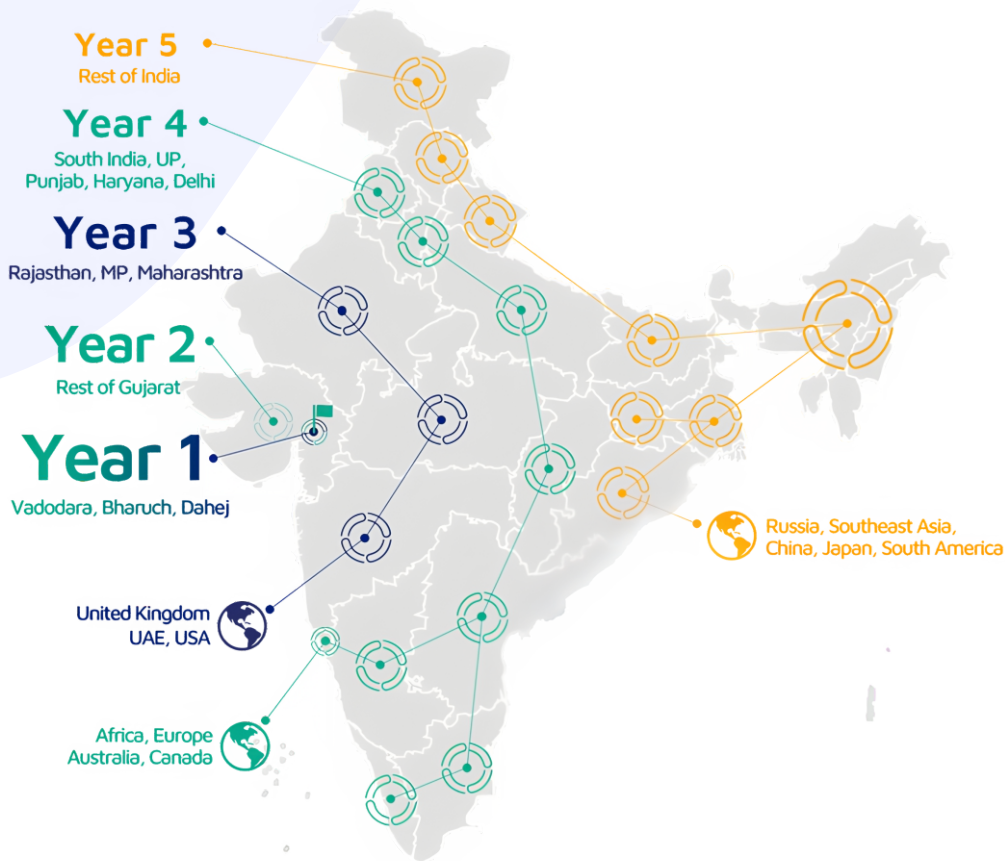 Year 5
Rest of India
Year 4
South India, UP,
Punjab, Haryana, Delhi
Year 3
Rajasthan, MP, Maharashtra
Year 2
Rest of Gujarat
Year 1
Vadodara, Bharuch, Dahej
Russia, Southeast Asia,
China, Japan, South America
United Kingdom
UAE, USA
Africa, Europe
Australia, Canada